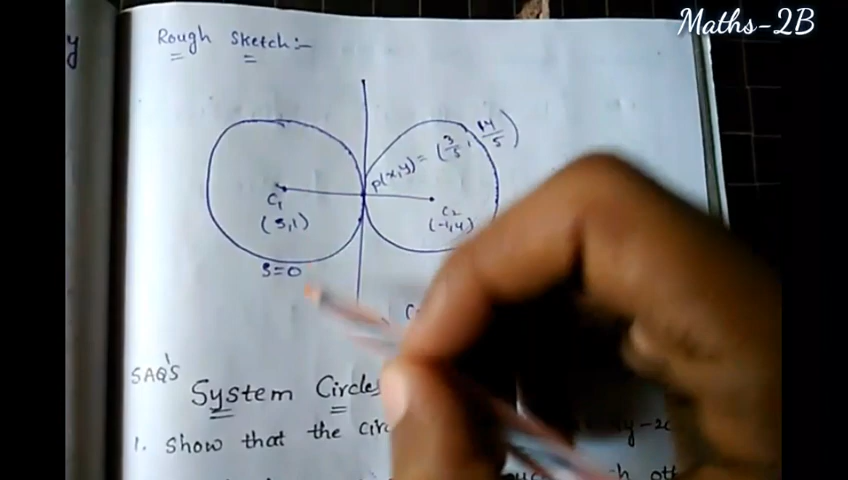 Maths-2B
y
Rough Sketch:-
P(x,y) = (3/5, 14/5)
C1
(3,1)
C2
(-1,4)
S=0
SAQ's
System Circles
1. Show that the circ